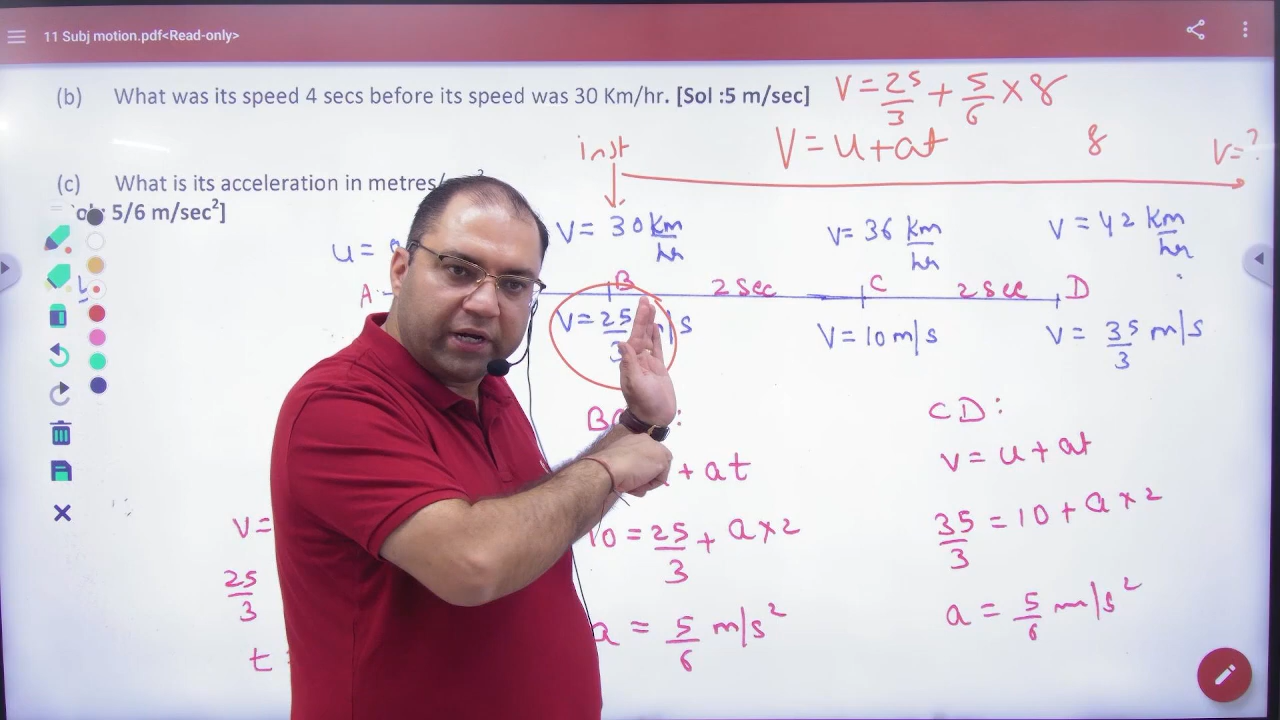 11 Subj motion.pdf<Read-only>
(b) What was its speed 4 secs before its speed was 30 Km/hr. [Sol :5 m/sec]
V = 25/3 + 5/6 × 8
V = u + at
8
V = ?
inst
(c) What is its acceleration in metres/
5/6 m/sec²]
u =
V = 30 km/hr
V = 36 km/hr
V = 42 km/hr
A
B
2 sec
C
2 sec
D
V = 25
m/s
V = 10 m/s
V = 35/3 m/s
CD:
+ at
V = u + at
V =
10 = 25/3 + a × 2
35/3 = 10 + a × 2
25/3
a = 5/6 m/s²
a = 5/6 m/s²
t